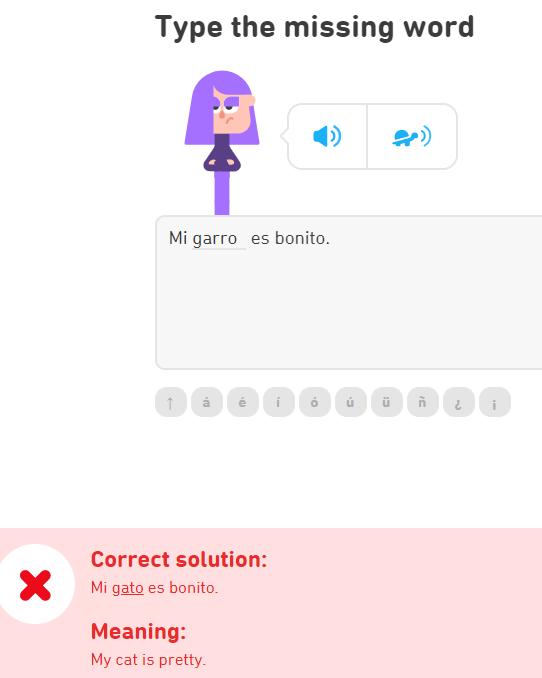 Type the missing word
Mi garro es bonito.
↑ á é í ó ú ü ñ ¿ ¡
Correct solution:
Mi gato es bonito.
Meaning:
My cat is pretty.